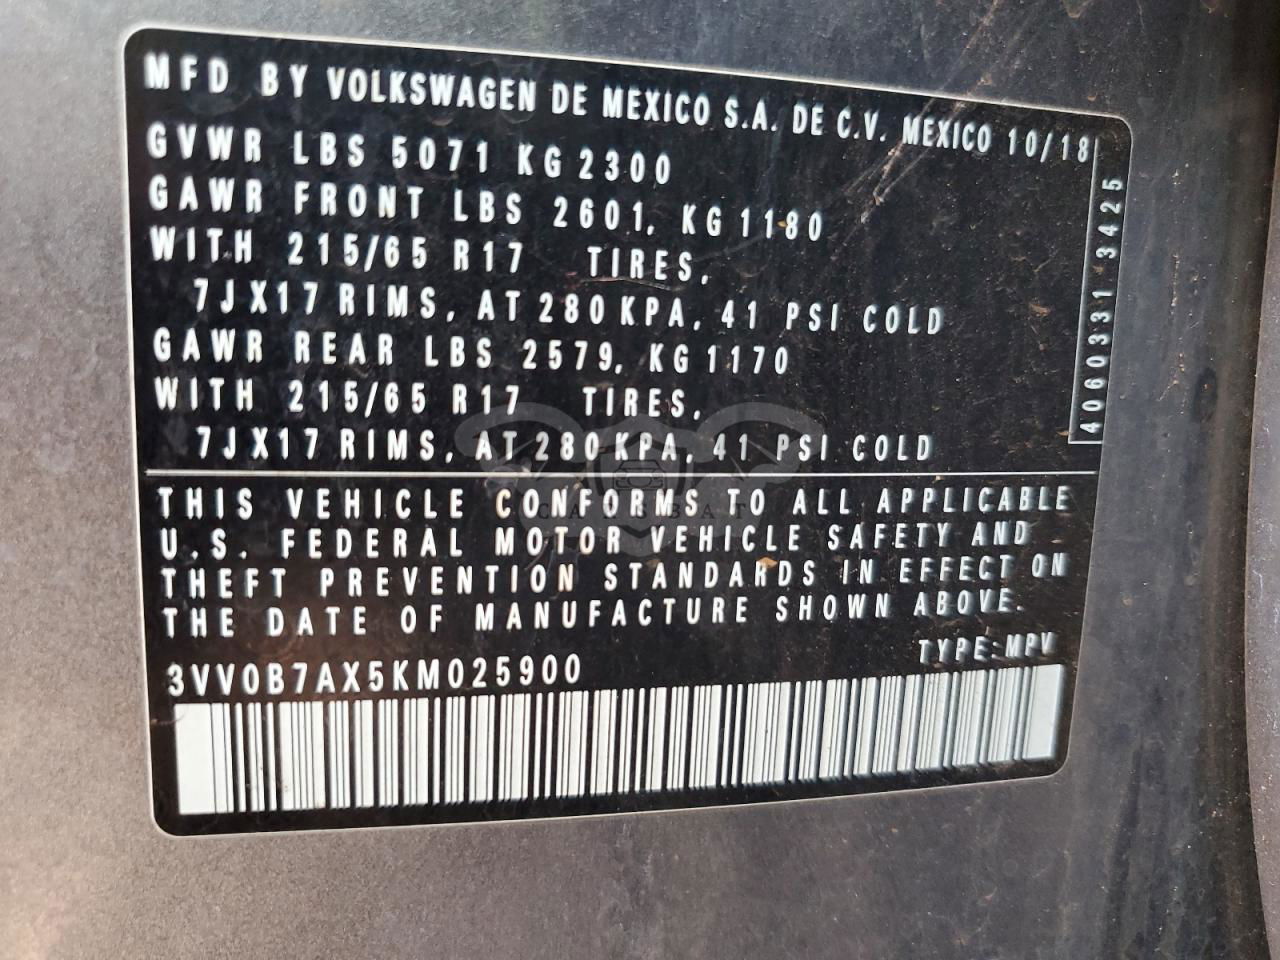 MFD BY VOLKSWAGEN DE MEXICO S.A. DE C.V. MEXICO 10/18
GVWR LBS 5071 KG 2300
GAWR FRONT LBS 2601, KG 1180
WITH 215/65 R17 TIRES,
7JX17 RIMS, AT 280 KPA, 41 PSI COLD
GAWR REAR LBS 2579, KG 1170
WITH 215/65 R17 TIRES,
7JX17 RIMS, AT 280 KPA, 41 PSI COLD
4060331 3425
THIS VEHICLE CONFORMS TO ALL APPLICABLE
U.S. FEDERAL MOTOR VEHICLE SAFETY AND
THEFT PREVENTION STANDARDS IN EFFECT ON
THE DATE OF MANUFACTURE SHOWN ABOVE.
TYPE: MPV
3VV0B7AX5KM025900